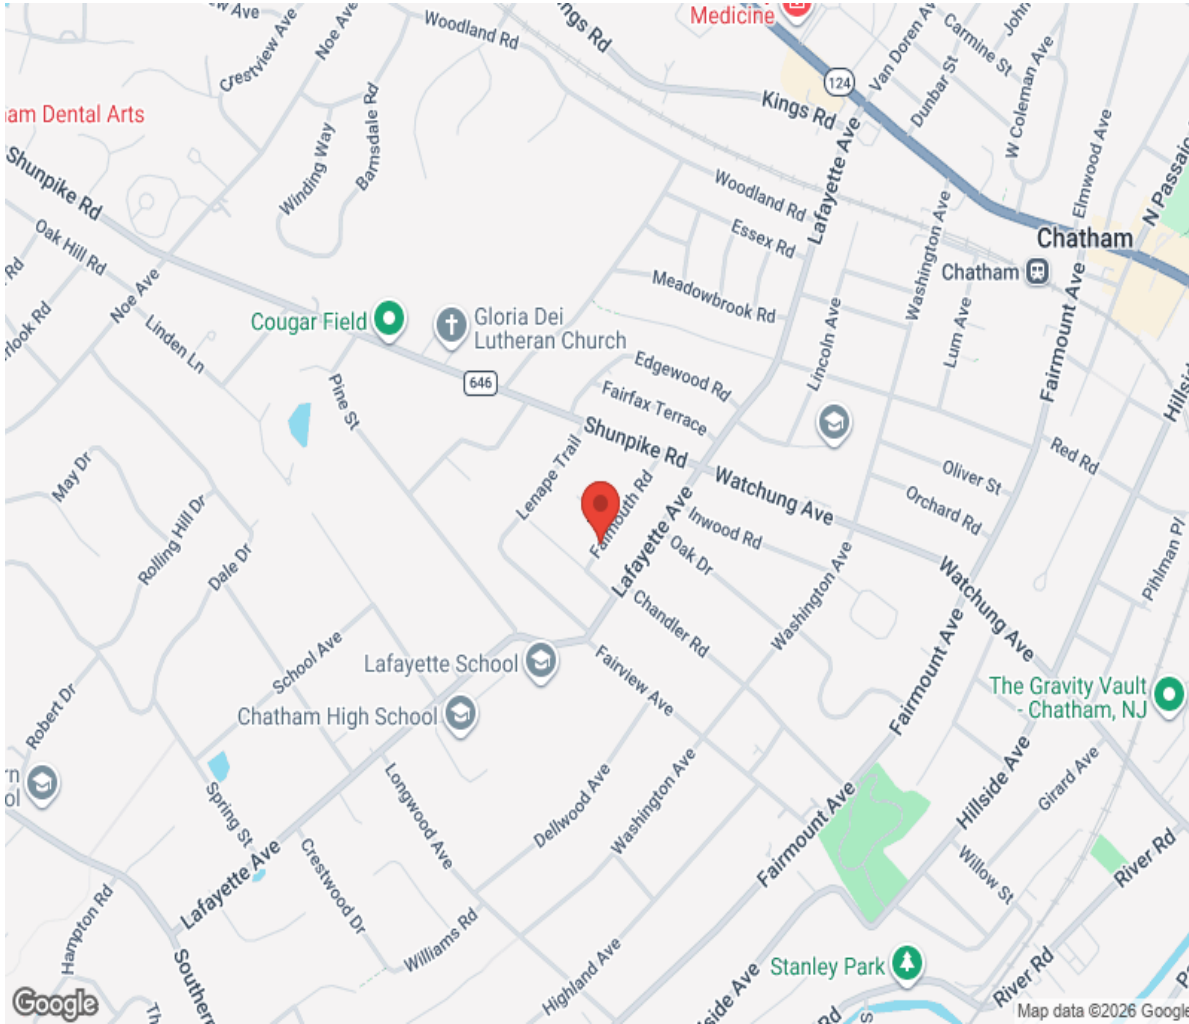 Medicine
Woodland Rd
Kings Rd
Crestview Ave
Noe Ave
Van Doren Ave
Carmine St
124
Kings Rd
Dunbar St
W Coleman Ave
Elmwood Ave
N Passaic
Barnsdale Rd
Winding Way
Shunpike Rd
Lafayette Ave
Woodland Rd
Essex Rd
Oak Hill Rd
Washington Ave
Chatham
Chatham
Meadowbrook Rd
Noe Ave
Cougar Field
Gloria Dei
Lutheran Church
Linden Ln
Lincoln Ave
Lum Ave
Fairmount Ave
646
Edgewood Rd
Fairfax Terrace
Pine St
Shunpike Rd
Red Rd
Oliver St
Orchard Rd
May Dr
Lenape Trail
Watchung Ave
Rolling Hill Dr
Falmouth Rd
Lafayette Ave
Inwood Rd
Oak Dr
Dale Dr
Washington Ave
Watchung Ave
Pihlman Pl
Chandler Rd
School Ave
Lafayette School
Fairview Ave
Fairmount Ave
Robert Dr
Chatham High School
The Gravity Vault
- Chatham, NJ
Longwood Ave
Dellwood Ave
Washington Ave
Hillside Ave
Girard Ave
Spring St
Fairmount Ave
Lafayette Ave
Crestwood Dr
Willow St
River Rd
Hampton Rd
Williams Rd
Highland Ave
Stanley Park
River Rd
Southern
Google
Map data ©2026 Google